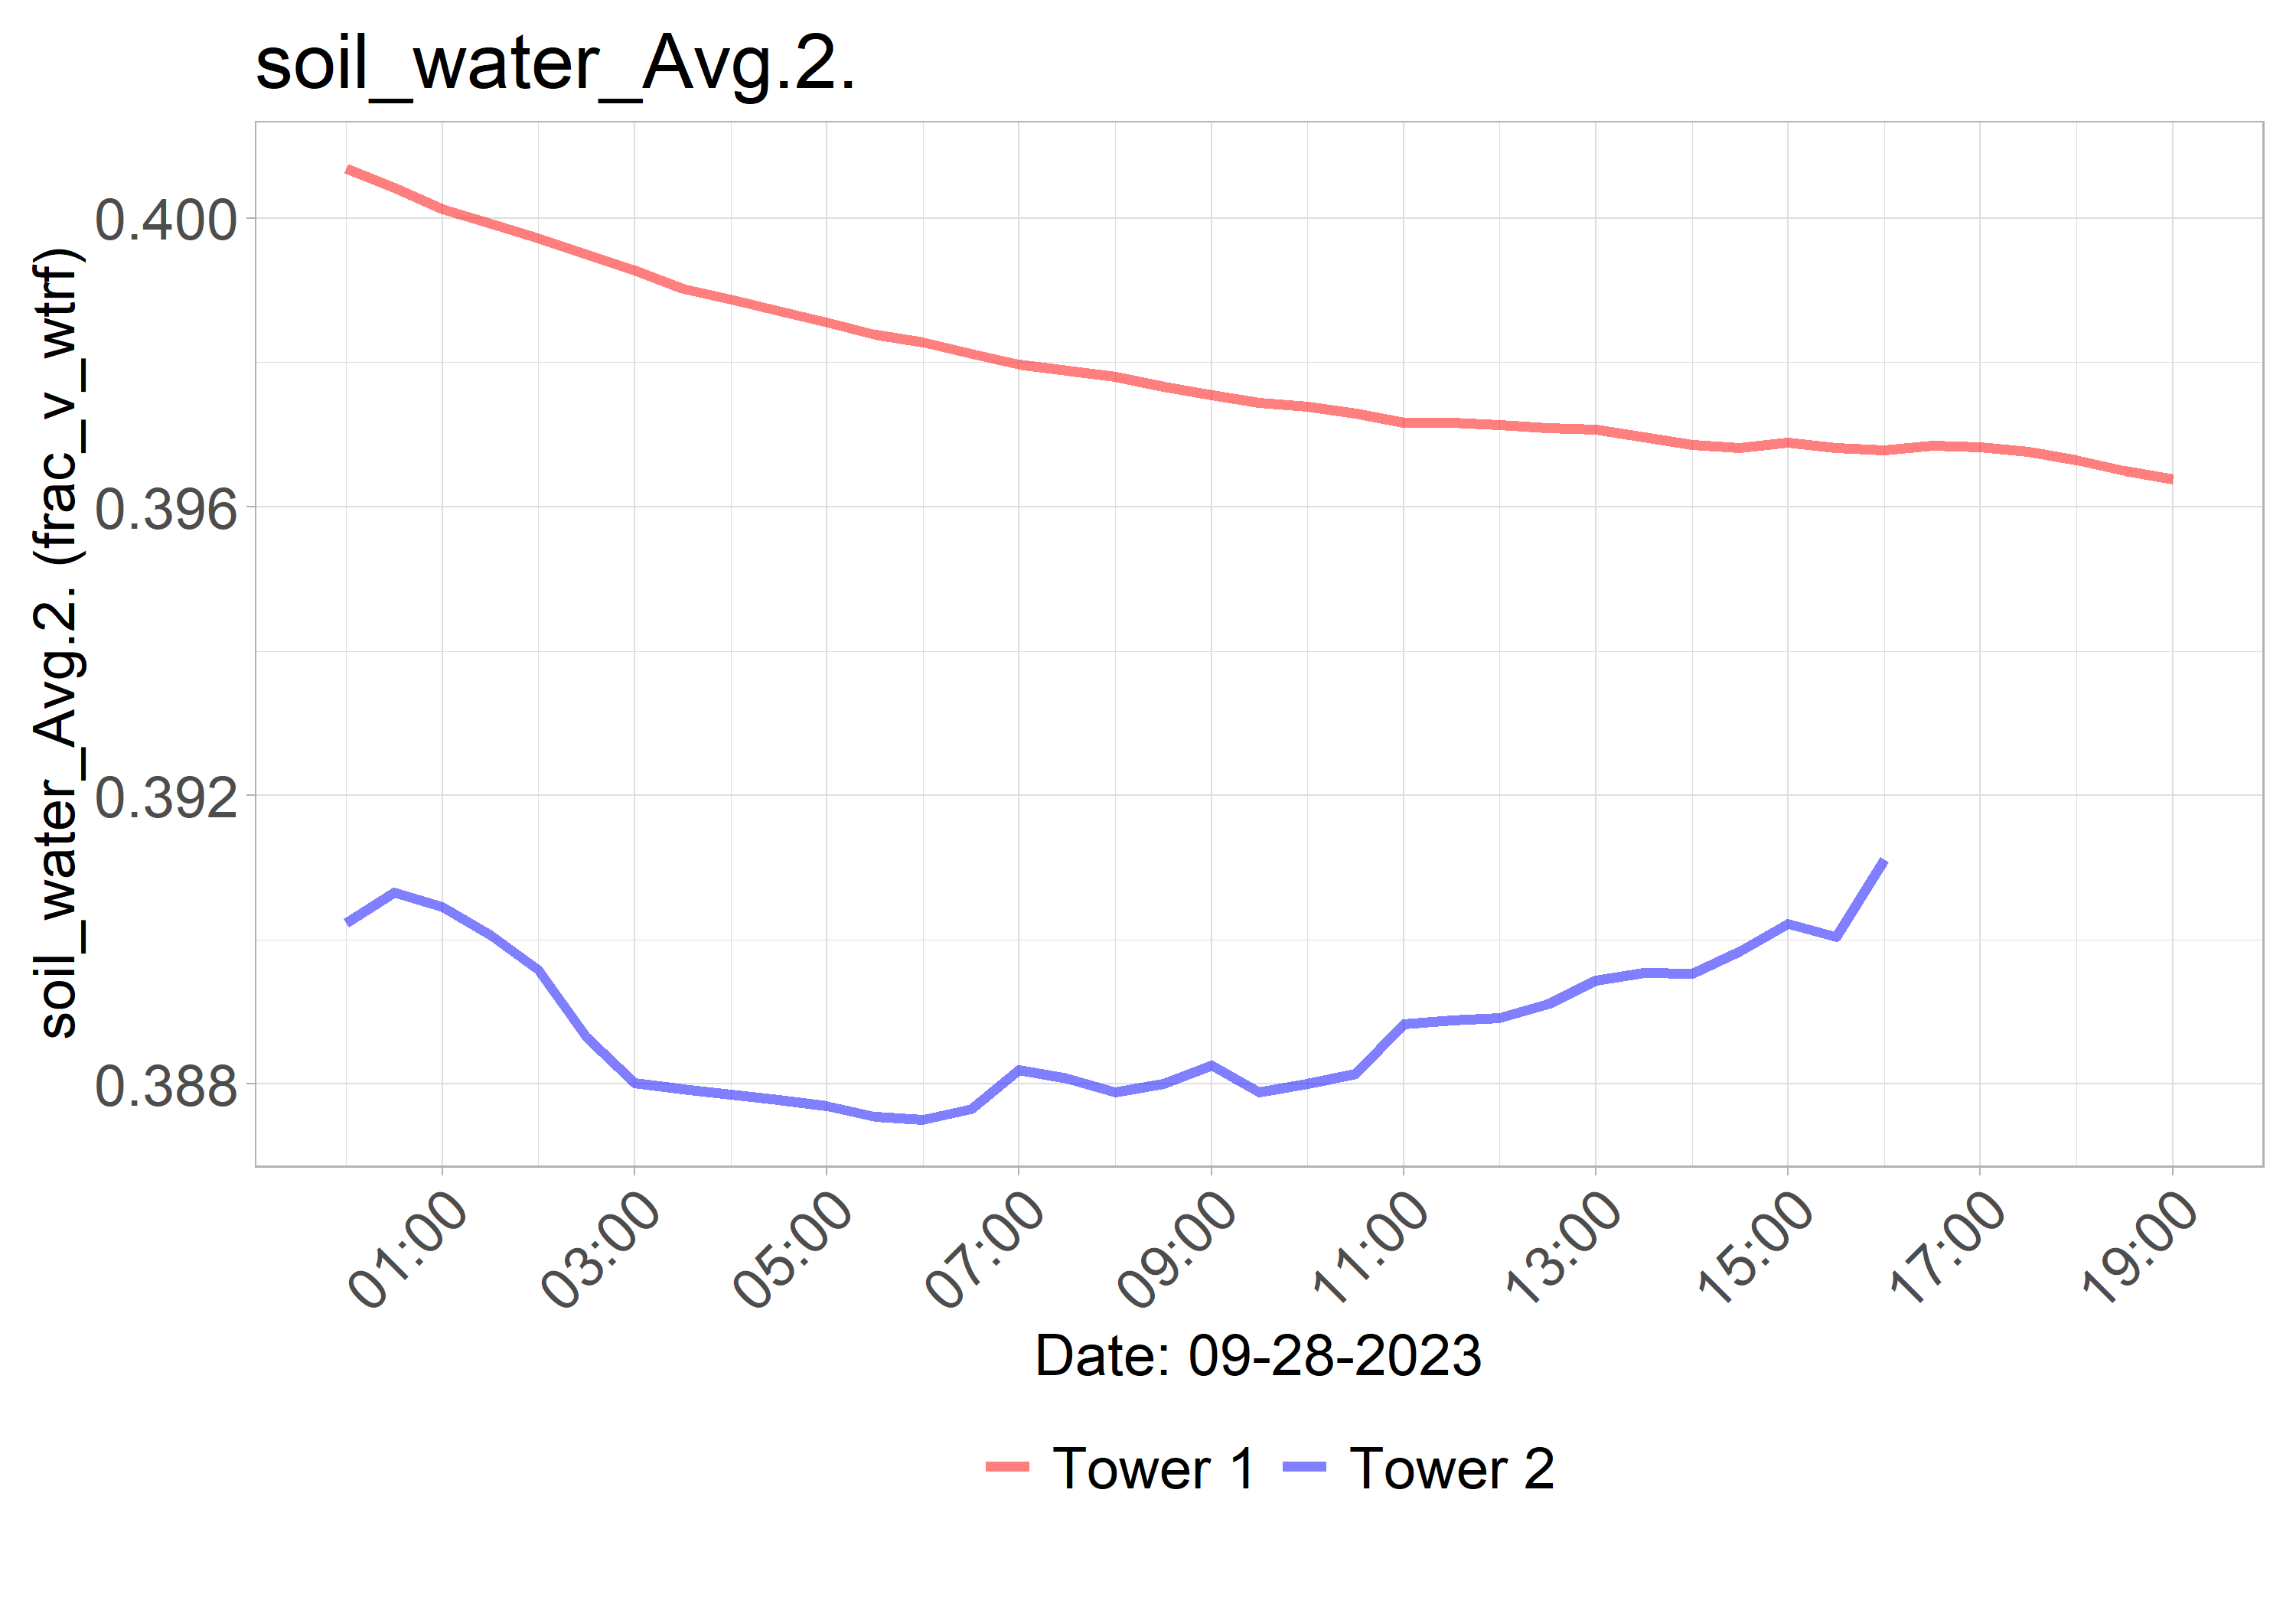 soil_water_Avg.2.
soil_water_Avg.2. (frac_v_wtrf)
0.400
0.396
0.392
0.388
01:00
03:00
05:00
07:00
09:00
11:00
13:00
15:00
17:00
19:00
Date: 09-28-2023
Tower 1
Tower 2